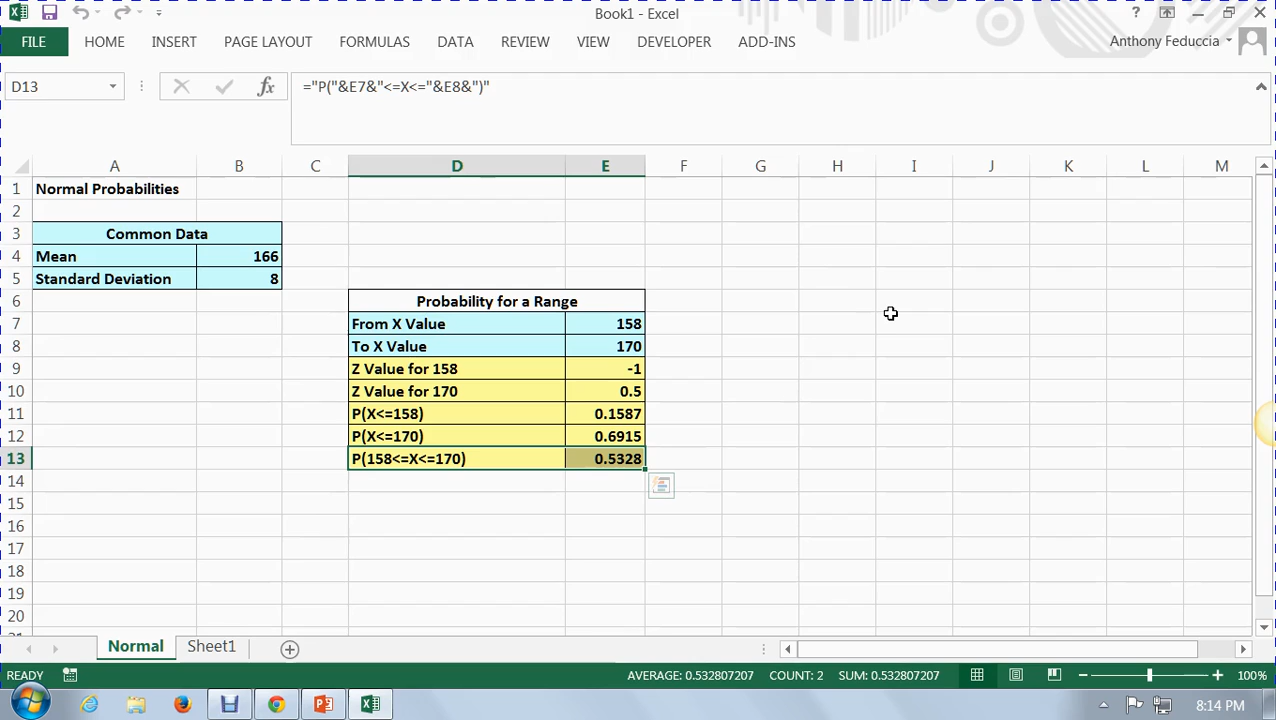 Book1 - Excel
FILE HOME INSERT PAGE LAYOUT FORMULAS DATA REVIEW VIEW DEVELOPER ADD-INS Anthony Feduccia
D13 fx ="P("&E7&"<=X<="&E8&")"
A B C D E F G H I J K L M
1 Normal Probabilities
2
3 Common Data
4 Mean 166
5 Standard Deviation 8
6 Probability for a Range
7 From X Value 158
8 To X Value 170
9 Z Value for 158 -1
10 Z Value for 170 0.5
11 P(X<=158) 0.1587
12 P(X<=170) 0.6915
13 P(158<=X<=170) 0.5328
14
15
16
17
18
19
20
Normal Sheet1
READY AVERAGE: 0.532807207 COUNT: 2 SUM: 0.532807207 100%
8:14 PM